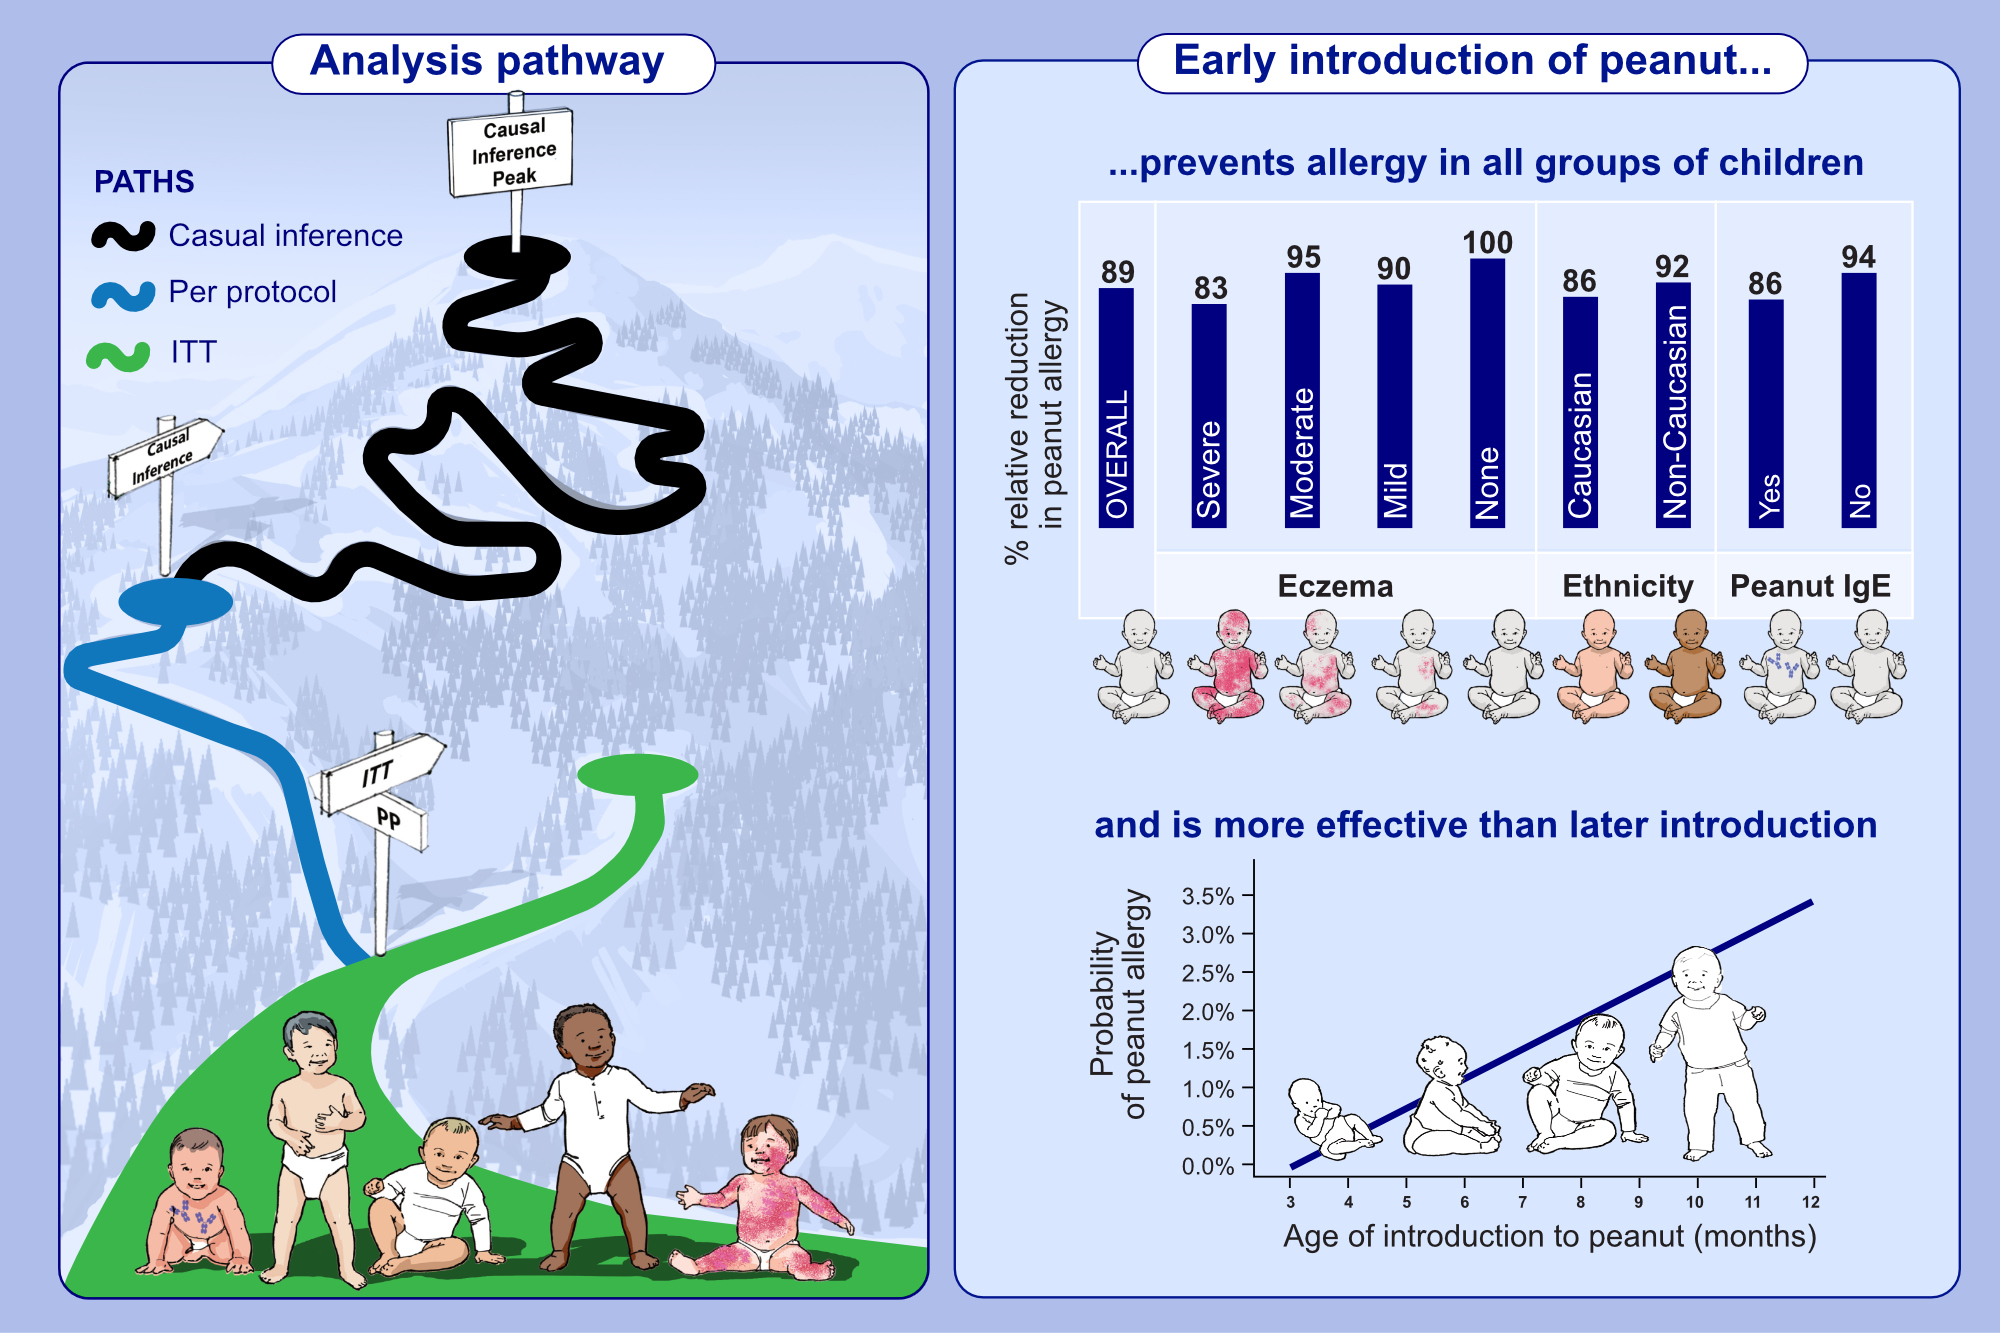 Analysis pathway
Causal
Inference
Peak
PATHS
Casual inference
Per protocol
ITT
Causal
Inference
ITT
PP
Early introduction of peanut...
...prevents allergy in all groups of children
% relative reduction
in peanut allergy
89
83
95
90
100
86
92
86
94
OVERALL
Severe
Moderate
Mild
None
Caucasian
Non-Caucasian
Yes
No
Eczema
Ethnicity
Peanut IgE
and is more effective than later introduction
Probability
of peanut allergy
3.5%
3.0%
2.5%
2.0%
1.5%
1.0%
0.5%
0.0%
3 4 5 6 7 8 9 10 11 12
Age of introduction to peanut (months)